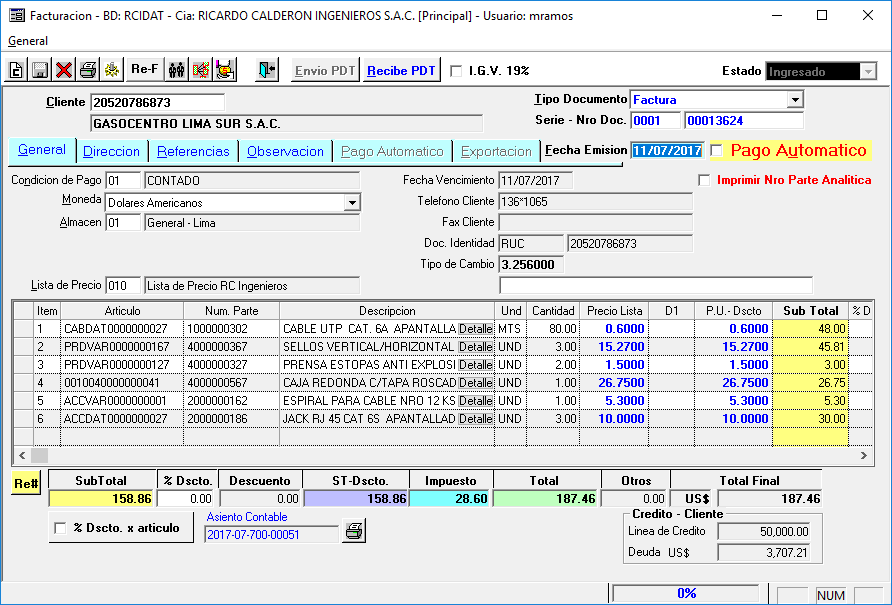 Facturacion - BD: RCIDAT - Cia: RICARDO CALDERON INGENIEROS S.A.C. [Principal] - Usuario: mramos
General
Re-F Envio PDT Recibe PDT I.G.V. 19% Estado Ingresado
Cliente 20520786873 Tipo Documento Factura
GASOCENTRO LIMA SUR S.A.C. Serie - Nro Doc. 0001 00013624
General Direccion Referencias Observacion Pago Automatico Exportacion Fecha Emision 11/07/2017 Pago Automatico
Condicion de Pago 01 CONTADO Fecha Vencimiento 11/07/2017 Imprimir Nro Parte Analitica
Moneda Dolares Americanos Telefono Cliente 136*1065
Almacen 01 General - Lima Fax Cliente
Doc. Identidad RUC 20520786873
Tipo de Cambio 3.256000
Lista de Precio 010 Lista de Precio RC Ingenieros
Item Articulo Num. Parte Descripcion Und Cantidad Precio Lista D1 P.U.- Dscto Sub Total % D
1 CABDAT0000000027 1000000302 CABLE UTP CAT. 6A APANTALLA Detalle MTS 80.00 0.6000 0.6000 48.00
2 PRDVAR0000000167 4000000367 SELLOS VERTICAL/HORIZONTAL Detalle UND 3.00 15.2700 15.2700 45.81
3 PRDVAR0000000127 4000000327 PRENSA ESTOPAS ANTI EXPLOSI Detalle UND 2.00 1.5000 1.5000 3.00
4 0010040000000041 4000000567 CAJA REDONDA C/TAPA ROSCAD Detalle UND 1.00 26.7500 26.7500 26.75
5 ACCVAR0000000001 2000000162 ESPIRAL PARA CABLE NRO 12 KS Detalle UND 1.00 5.3000 5.3000 5.30
6 ACCDAT0000000027 2000000186 JACK RJ 45 CAT 6S APANTALLAD Detalle UND 3.00 10.0000 10.0000 30.00
Re# SubTotal % Dscto. Descuento ST-Dscto. Impuesto Total Otros Total Final
158.86 0.00 0.00 158.86 28.60 187.46 0.00 US$ 187.46
% Dscto. x articulo Asiento Contable Credito - Cliente
2017-07-700-00051 Linea de Credito 50,000.00
Deuda US$ 3,707.21
0% NUM